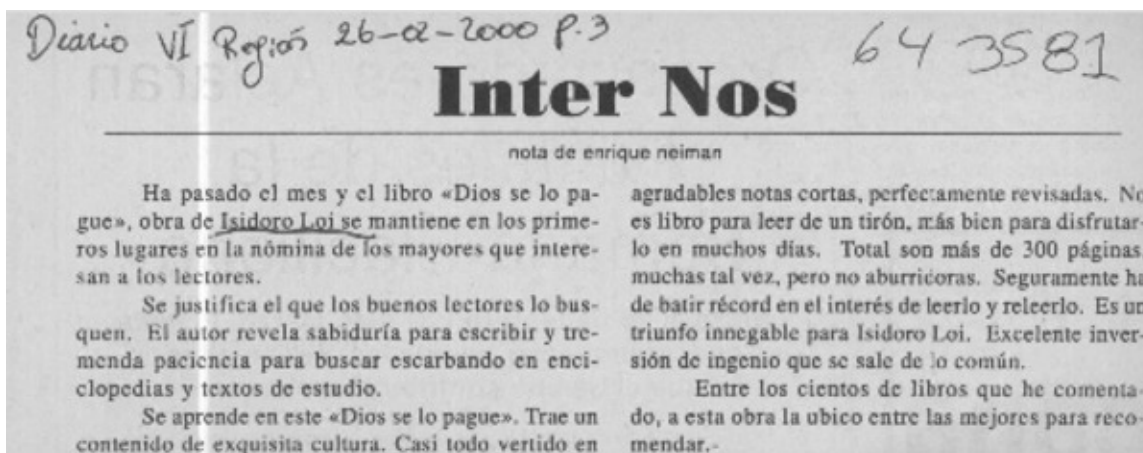 Diario VI Región 26-02-2000 p.3
643581
Inter Nos
nota de enrique neiman
Ha pasado el mes y el libro «Dios se lo pa-
gue», obra de Isidoro Loi se mantiene en los prime-
ros lugares en la nómina de los mayores que intere-
san a los lectores.
Se justifica el que los buenos lectores lo bus-
quen. El autor revela sabiduría para escribir y tre-
menda paciencia para buscar escarbando en enci-
clopedias y textos de estudio.
Se aprende en este «Dios se lo pague». Trae un
contenido de exquisita cultura. Casi todo vertido en
agradables notas cortas, perfectamente revisadas. No
es libro para leer de un tirón, más bien para disfrutar-
lo en muchos días. Total son más de 300 páginas,
muchas tal vez, pero no aburridoras. Seguramente ha
de batir récord en el interés de leerlo y releerlo. Es un
triunfo innegable para Isidoro Loi. Excelente inver-
sión de ingenio que se sale de lo común.
Entre los cientos de libros que he comenta-
do, a esta obra la ubico entre las mejores para reco-
mendar.-